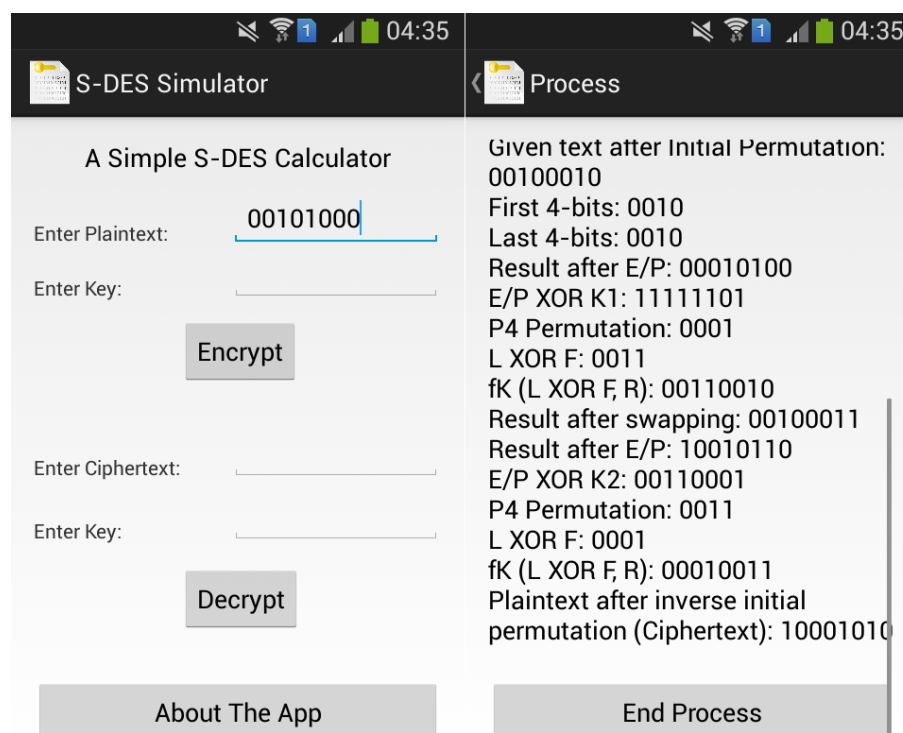 1 04:35
S-DES Simulator
A Simple S-DES Calculator
Enter Plaintext: 00101000
Enter Key:
Encrypt
Enter Ciphertext:
Enter Key:
Decrypt
About The App
1 04:35
Process
Given text after Initial Permutation:
00100010
First 4-bits: 0010
Last 4-bits: 0010
Result after E/P: 00010100
E/P XOR K1: 11111101
P4 Permutation: 0001
L XOR F: 0011
fK (L XOR F, R): 00110010
Result after swapping: 00100011
Result after E/P: 10010110
E/P XOR K2: 00110001
P4 Permutation: 0011
L XOR F: 0001
fK (L XOR F, R): 00010011
Plaintext after inverse initial
permutation (Ciphertext): 10001010
End Process